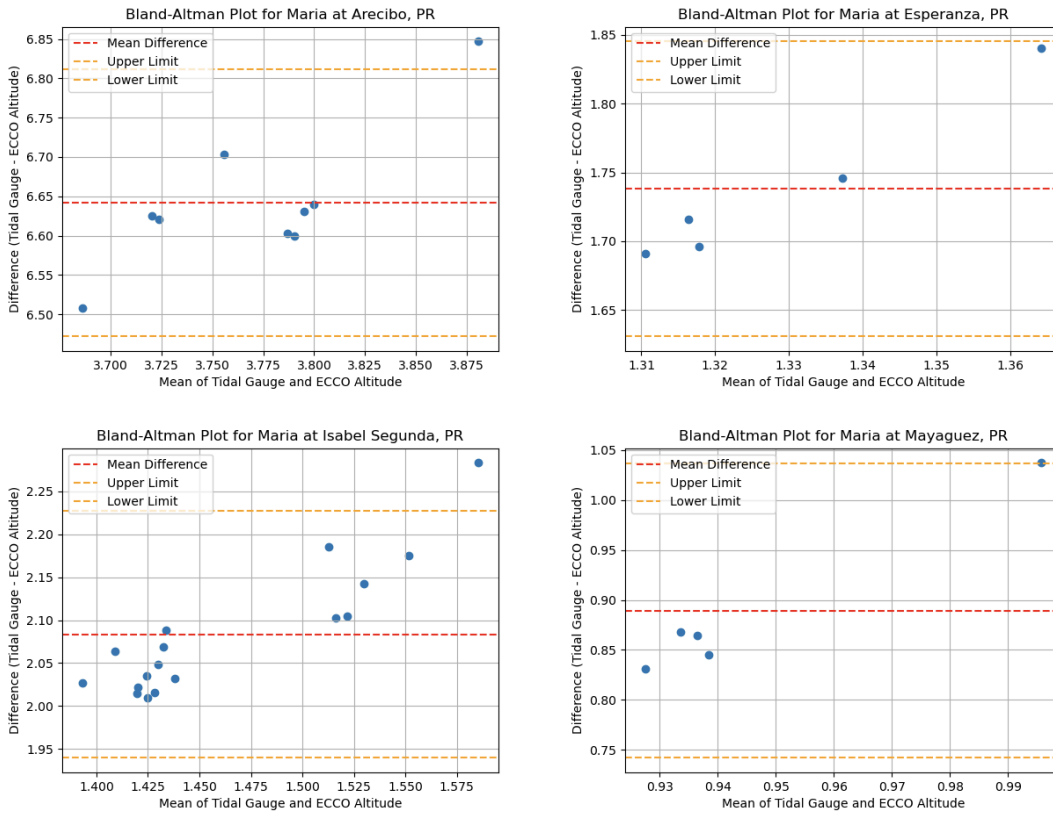 Bland-Altman Plot for Maria at Arecibo, PR
Mean Difference
Upper Limit
Lower Limit
Difference (Tidal Gauge - ECCO Altitude)
6.85
6.80
6.75
6.70
6.65
6.60
6.55
6.50
3.700 3.725 3.750 3.775 3.800 3.825 3.850 3.875
Mean of Tidal Gauge and ECCO Altitude
Bland-Altman Plot for Maria at Esperanza, PR
Mean Difference
Upper Limit
Lower Limit
Difference (Tidal Gauge - ECCO Altitude)
1.85
1.80
1.75
1.70
1.65
1.31 1.32 1.33 1.34 1.35 1.36
Mean of Tidal Gauge and ECCO Altitude
Bland-Altman Plot for Maria at Isabel Segunda, PR
Mean Difference
Upper Limit
Lower Limit
Difference (Tidal Gauge - ECCO Altitude)
2.25
2.20
2.15
2.10
2.05
2.00
1.95
1.400 1.425 1.450 1.475 1.500 1.525 1.550 1.575
Mean of Tidal Gauge and ECCO Altitude
Bland-Altman Plot for Maria at Mayaguez, PR
Mean Difference
Upper Limit
Lower Limit
Difference (Tidal Gauge - ECCO Altitude)
1.05
1.00
0.95
0.90
0.85
0.80
0.75
0.93 0.94 0.95 0.96 0.97 0.98 0.99
Mean of Tidal Gauge and ECCO Altitude